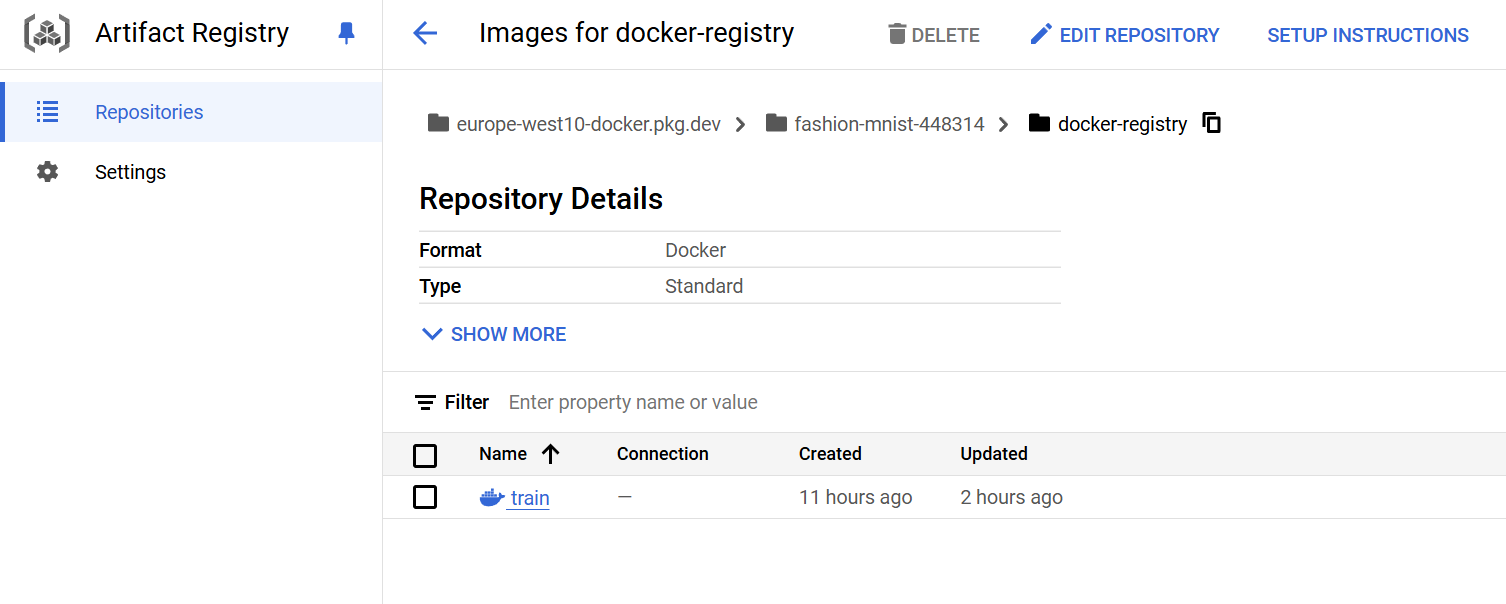 Artifact Registry
Images for docker-registry
DELETE
EDIT REPOSITORY
SETUP INSTRUCTIONS
Repositories
Settings
europe-west10-docker.pkg.dev
fashion-mnist-448314
docker-registry
Repository Details
Format Docker
Type Standard
SHOW MORE
Filter Enter property name or value
Name Connection Created Updated
train — 11 hours ago 2 hours ago